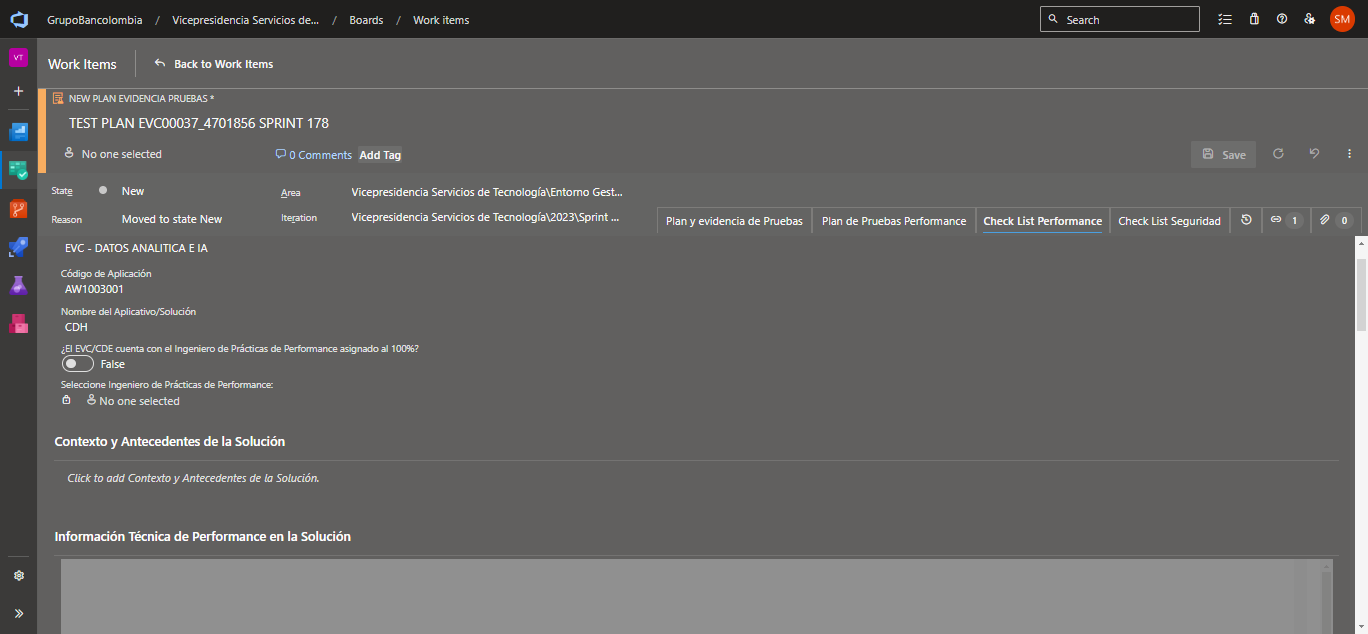 GrupoBancolombia / Vicepresidencia Servicios de... / Boards / Work items
Search
SM
VT
Work Items
Back to Work Items
NEW PLAN EVIDENCIA PRUEBAS *
TEST PLAN EVC00037_4701856 SPRINT 178
No one selected
0 Comments
Add Tag
Save
State
New
Area
Vicepresidencia Servicios de Tecnología\Entorno Gest...
Reason
Moved to state New
Iteration
Vicepresidencia Servicios de Tecnología\2023\Sprint ...
Plan y evidencia de Pruebas
Plan de Pruebas Performance
Check List Performance
Check List Seguridad
1
0
EVC - DATOS ANALITICA E IA
Código de Aplicación
AW1003001
Nombre del Aplicativo/Solución
CDH
¿El EVC/CDE cuenta con el Ingeniero de Prácticas de Performance asignado al 100%?
False
Seleccione Ingeniero de Prácticas de Performance:
No one selected
Contexto y Antecedentes de la Solución
Click to add Contexto y Antecedentes de la Solución.
Información Técnica de Performance en la Solución